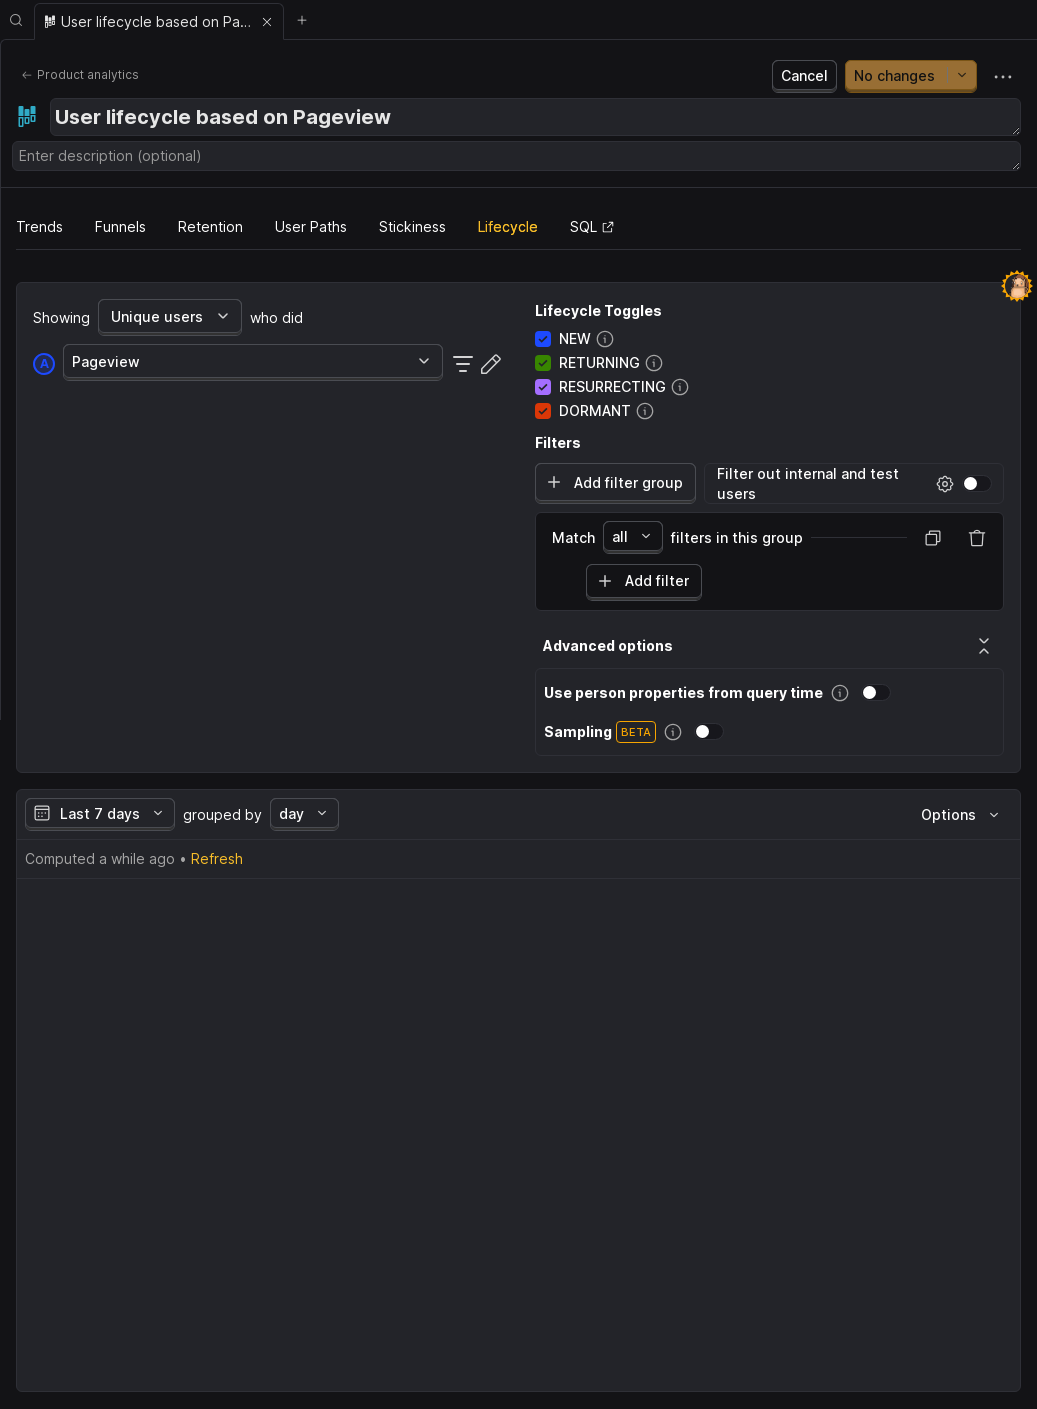 User lifecycle based on Pa...
Product analytics
Cancel
No changes
User lifecycle based on Pageview
Enter description (optional)
Trends
Funnels
Retention
User Paths
Stickiness
Lifecycle
SQL
Showing
Unique users
who did
A
Pageview
Lifecycle Toggles
NEW
RETURNING
RESURRECTING
DORMANT
Filters
Add filter group
Filter out internal and test
users
Match
all
filters in this group
Add filter
Advanced options
Use person properties from query time
Sampling
BETA
Last 7 days
grouped by
day
Options
Computed a while ago • Refresh